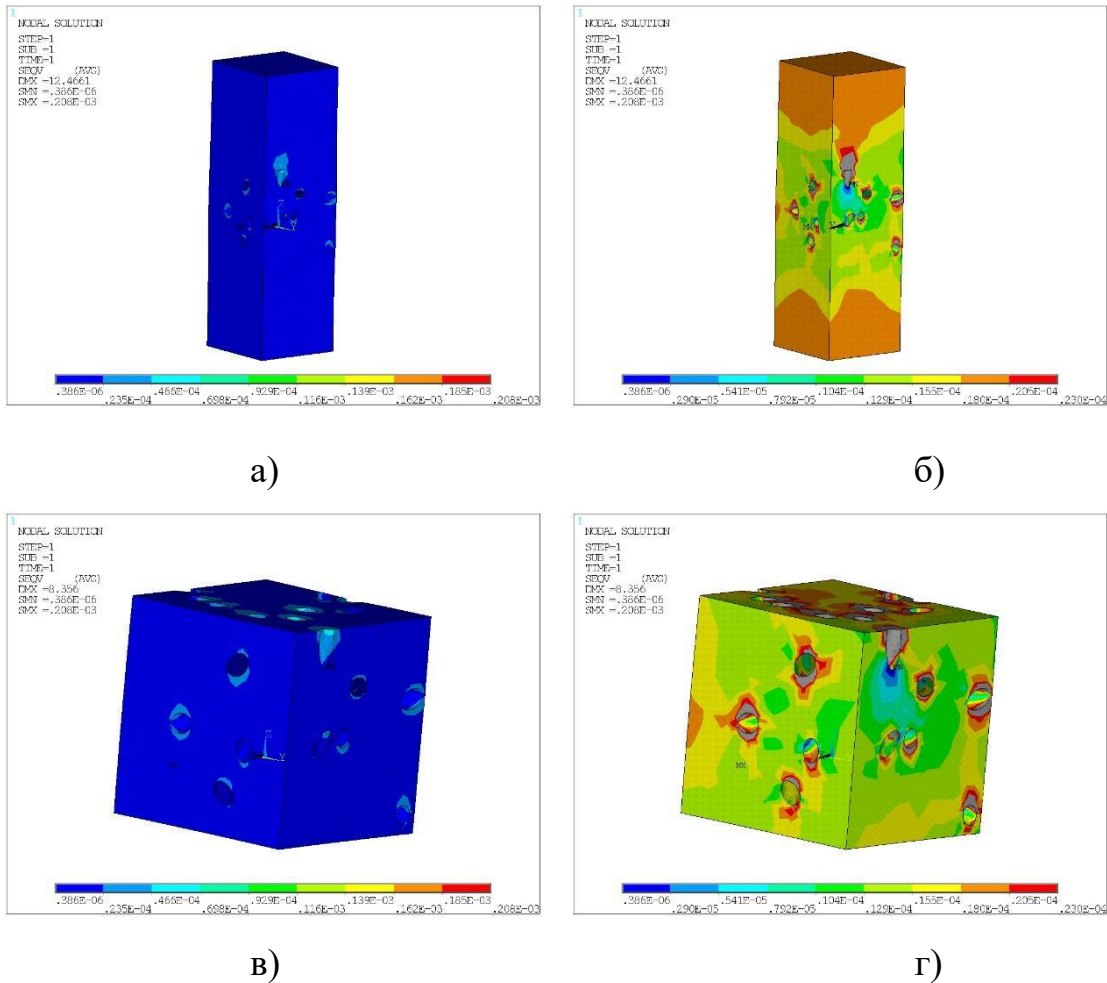 1
NODAL SOLUTION
STEP=1
SUB =1
TIME=1
SEQV (AVG)
DMX =12.4661
SMN =.386E-06
SMX =.208E-03
Z
Y
.386E-06 .465E-04 .929E-04 .139E-03 .185E-03
.235E-04 .698E-04 .116E-03 .162E-03 .208E-03
а)
1
NODAL SOLUTION
STEP=1
SUB =1
TIME=1
SEQV (AVG)
DMX =12.4661
SMN =.386E-06
SMX =.208E-03
MN
MX
.386E-06 .541E-05 .104E-04 .155E-04 .205E-04
.290E-05 .792E-05 .129E-04 .180E-04 .230E-04
б)
1
NODAL SOLUTION
STEP=1
SUB =1
TIME=1
SEQV (AVG)
DMX =8.356
SMN =.386E-06
SMX =.208E-03
Z
Y
MX
.386E-06 .465E-04 .929E-04 .139E-03 .185E-03
.235E-04 .698E-04 .116E-03 .162E-03 .208E-03
в)
1
NODAL SOLUTION
STEP=1
SUB =1
TIME=1
SEQV (AVG)
DMX =8.356
SMN =.386E-06
SMX =.208E-03
MX
.386E-06 .541E-05 .104E-04 .155E-04 .205E-04
.290E-05 .792E-05 .129E-04 .180E-04 .230E-04
г)